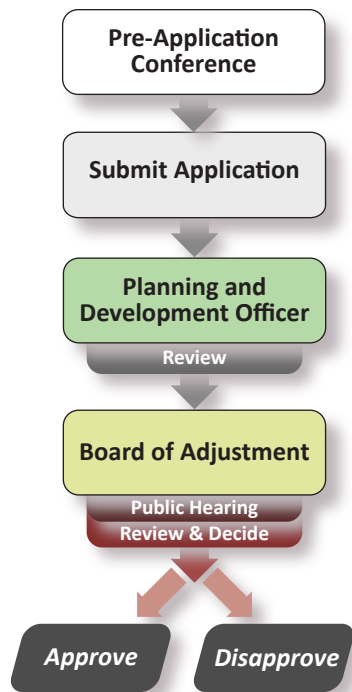 Pre-Application
Conference
Submit Application
Planning and
Development Officer
Review
Board of Adjustment
Public Hearing
Review & Decide
Approve
Disapprove